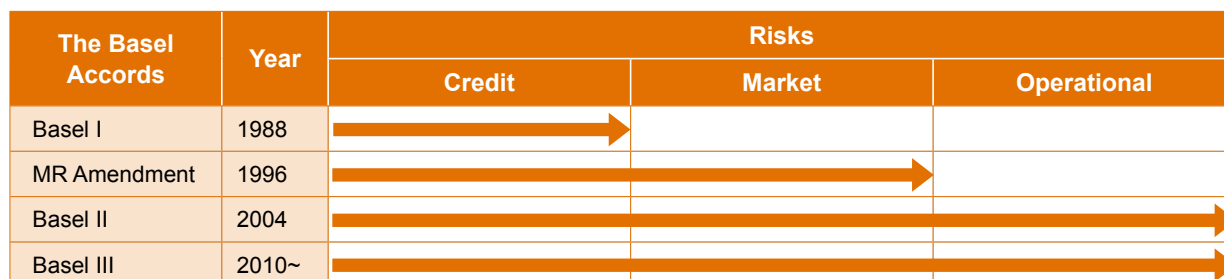 The Basel
Accords
Year
Risks
Credit
Market
Operational
Basel I
1988
MR Amendment
1996
Basel II
2004
Basel III
2010~